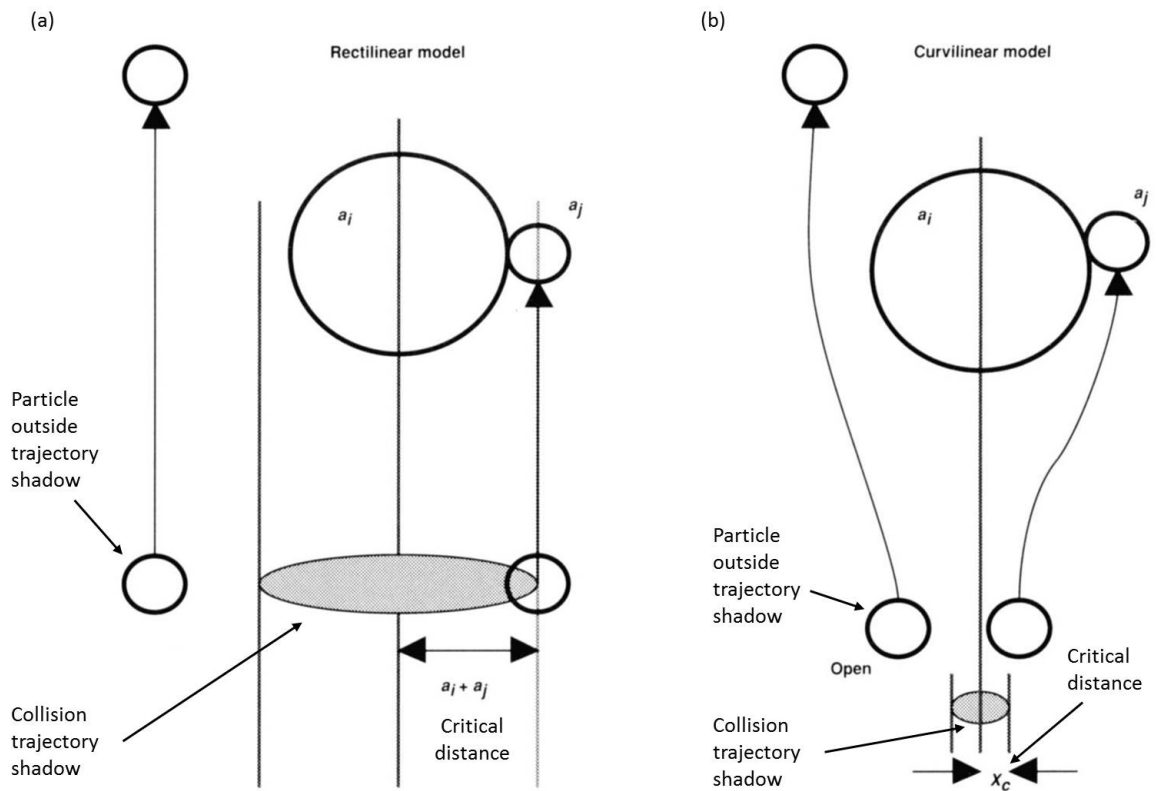 (a)
Rectilinear model
a_i
a_j
Particle
outside
trajectory
shadow
a_i + a_j
Critical
distance
Collision
trajectory
shadow
(b)
Curvilinear model
a_i
a_j
Particle
outside
trajectory
shadow
Open
Critical
distance
Collision
trajectory
shadow
X_c